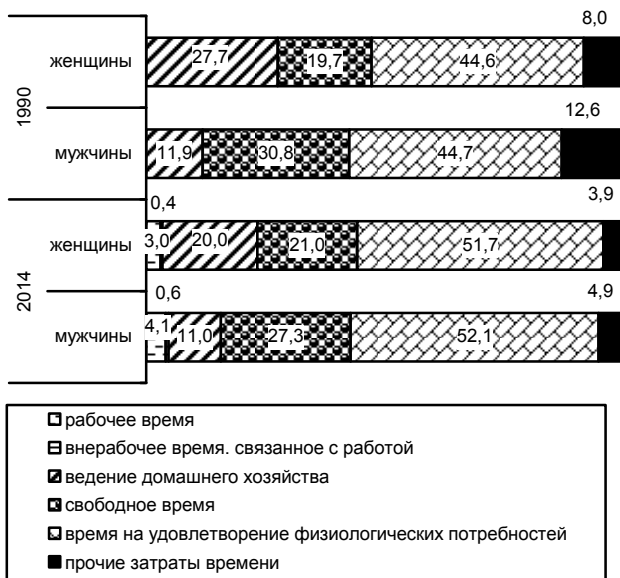 8,0
женщины 27,7 19,7 44,6
1990
12,6
мужчины 11,9 30,8 44,7
0,4 3,9
женщины 3,0 20,0 21,0 51,7
2014
0,6 4,9
мужчины 4,1 11,0 27,3 52,1
рабочее время
внерабочее время. связанное с работой
ведение домашнего хозяйства
свободное время
время на удовлетворение физиологических потребностей
прочие затраты времени